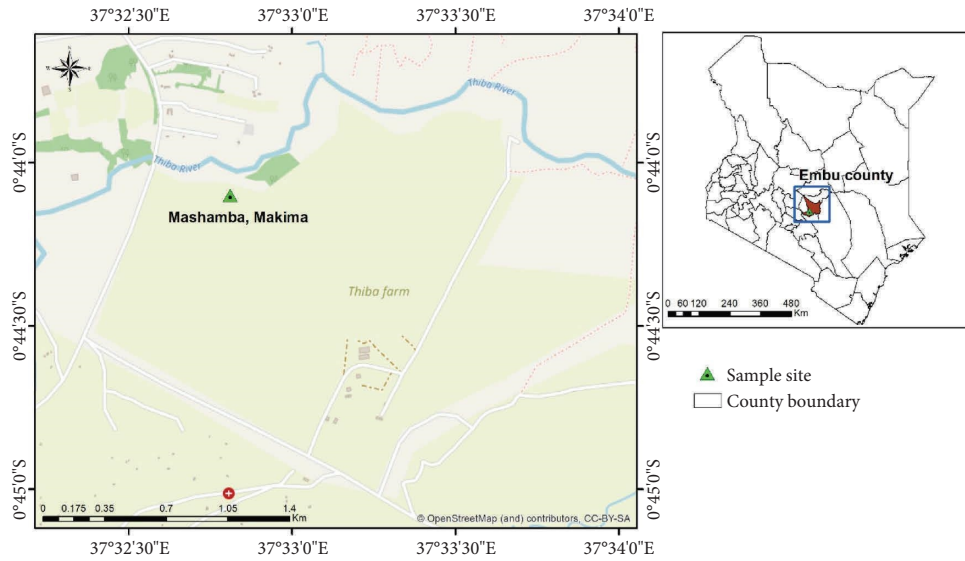 37°32'30"E 37°33'0"E 37°33'30"E 37°34'0"E
Thiba River
0°44'0"S
0°44'0"S
Thiba River
Mashamba, Makima
Thiba farm
0°44'30"S
0°44'30"S
0°45'0"S
0°45'0"S
0 0.175 0.35 0.7 1.05 1.4
Km
© OpenStreetMap (and) contributors, CC-BY-SA
37°32'30"E 37°33'0"E 37°33'30"E 37°34'0"E
Embu county
0 60 120 240 360 480
Km
Sample site
County boundary